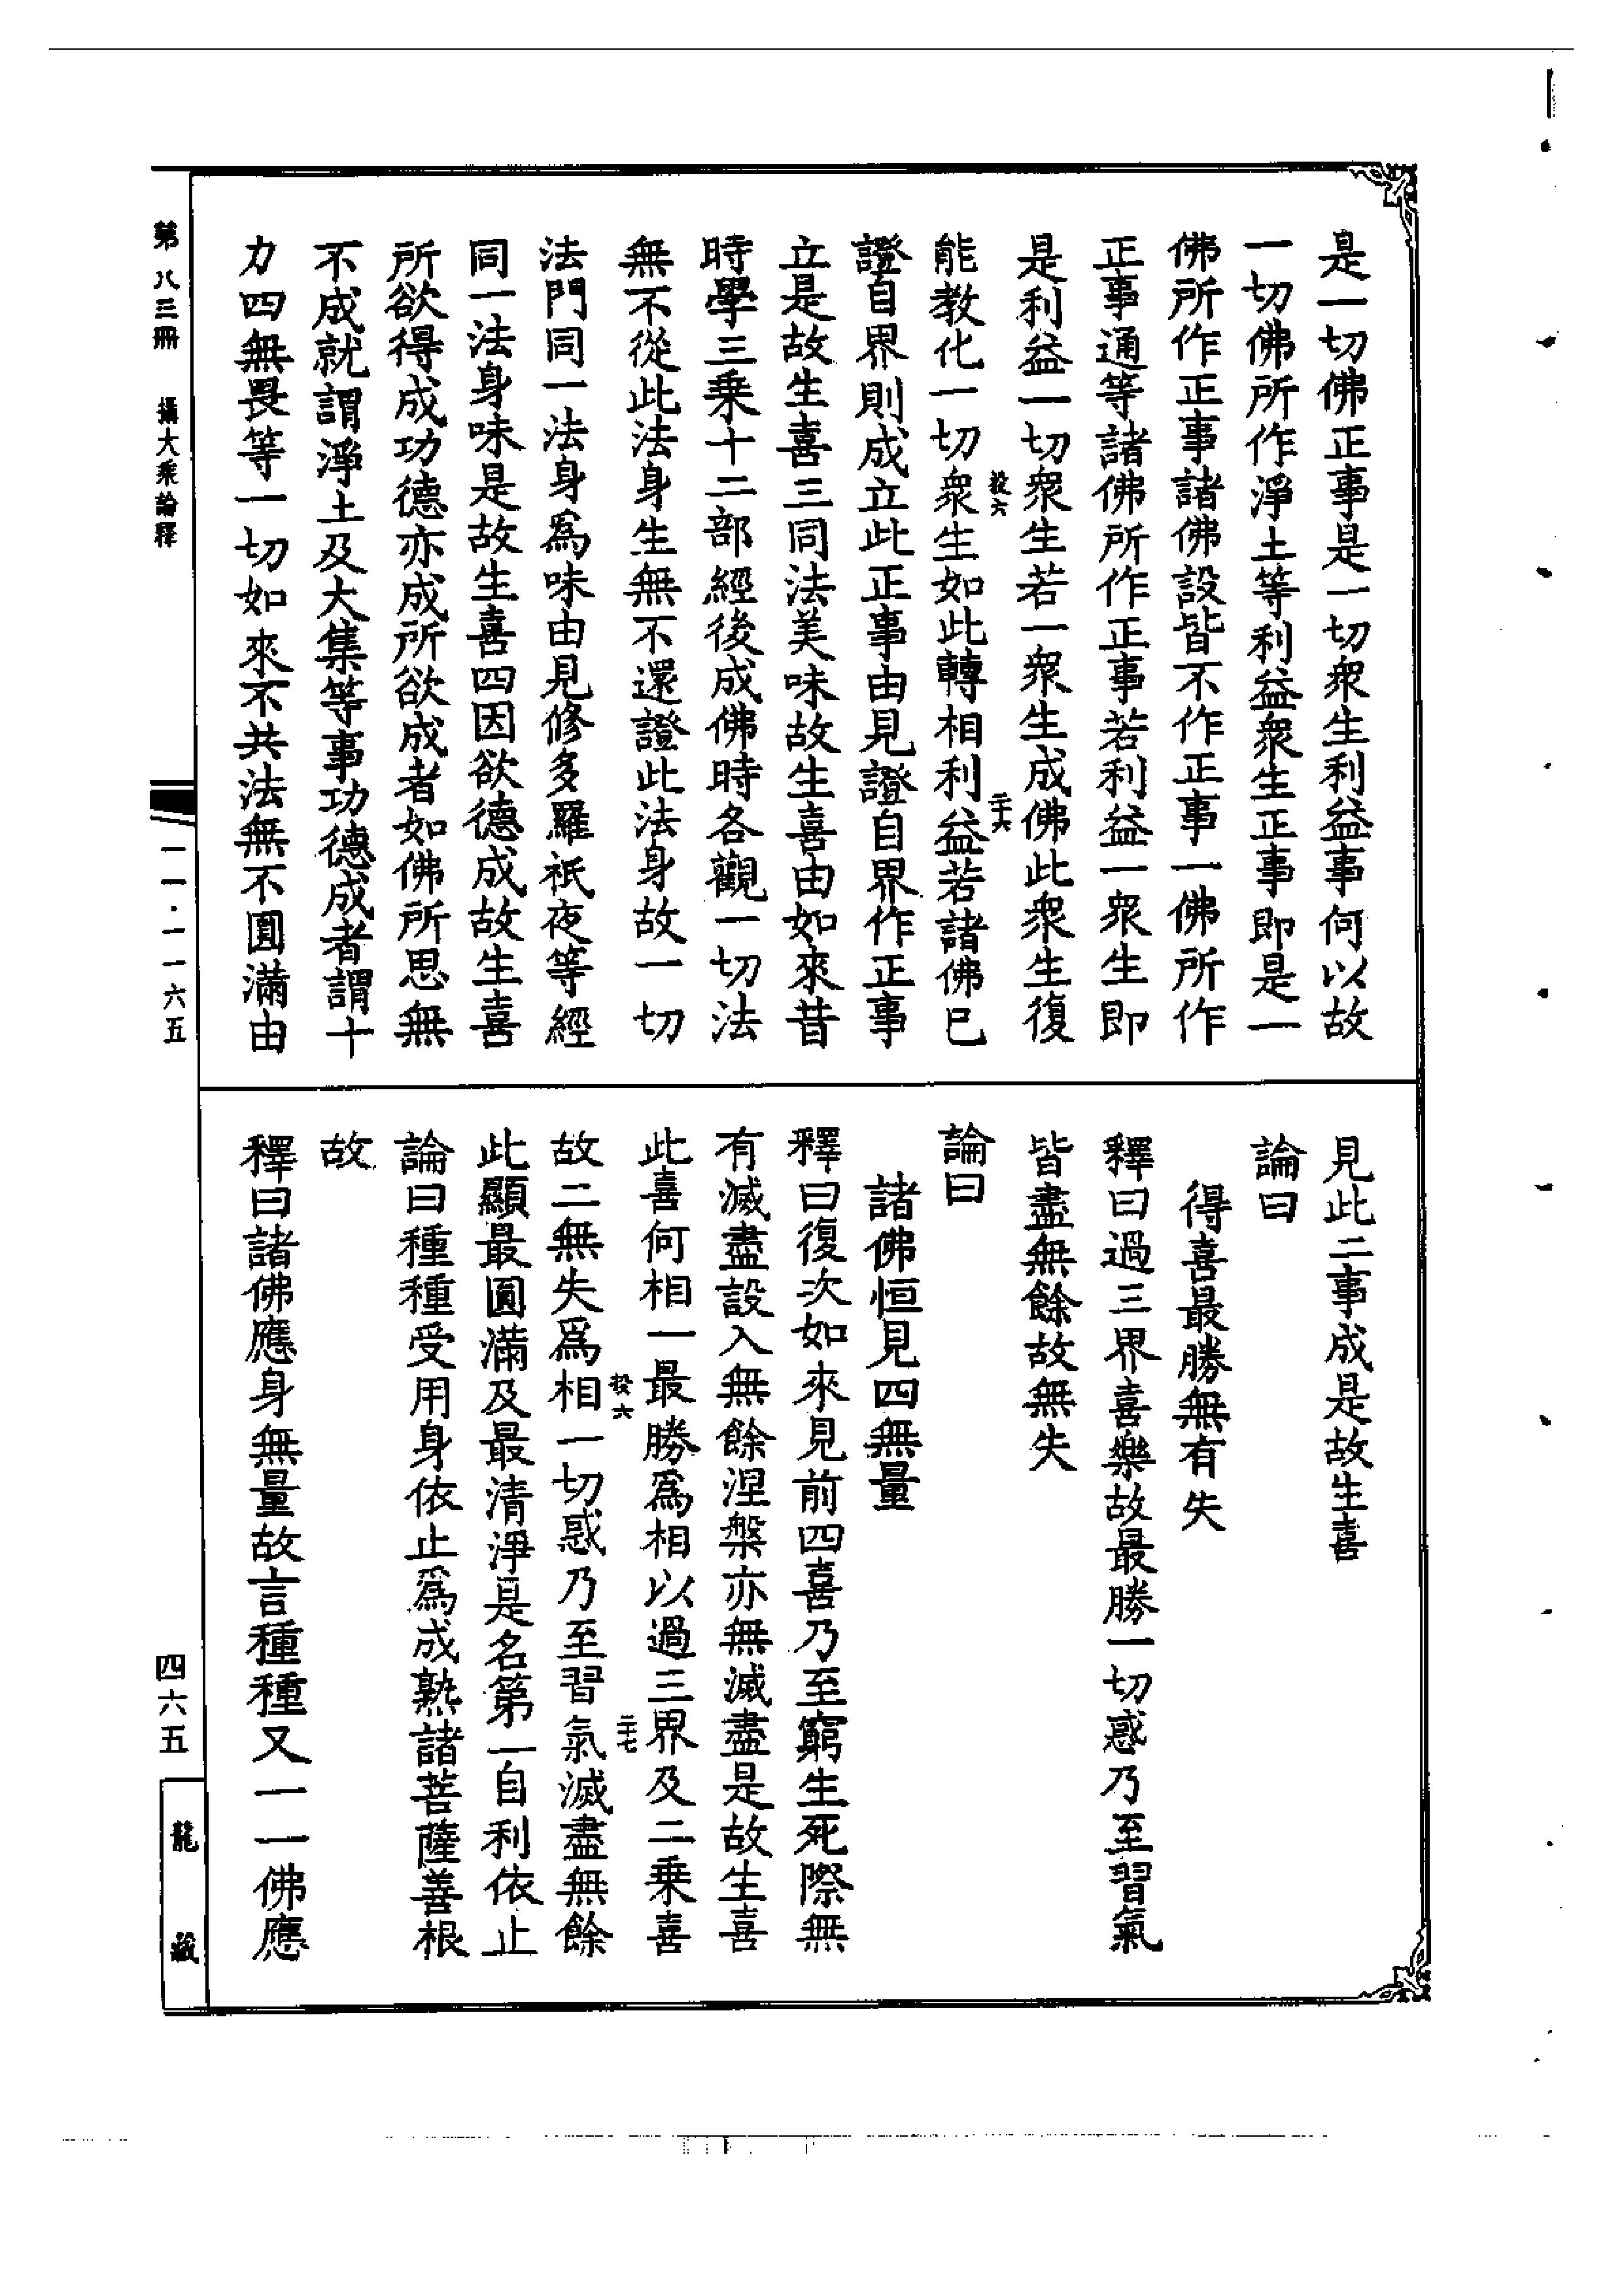 是一切佛正事是一切衆生利益事何以故
一切佛所作淨土等利益衆生正事即是一
佛所作正事諸佛設皆不作正事一佛所作
正事通等諸佛所作正事若利益一衆生即
是利益一切衆生若一衆生成佛此衆生復
投六
二十六
能教化一切衆生如此轉相利益若諸佛已
證自界則成立此正事由見證自界作正事
立是故生喜三同法美味故生喜由如來昔
時學三乘十二部經後成佛時各觀一切法
無不從此法身生無不還證此法身故一切
法門同一法身爲味由見修多羅祇夜等經
同一法身味是故生喜四因欲德成故生喜
所欲得成功德亦成所欲成者如佛所思無
不成就謂淨土及大集等事功德成者謂十
力四無畏等一切如來不共法無不圓滿由
見此二事成是故生喜
論曰
得喜最勝無有失
釋曰過三界喜樂故最勝一切惑乃至習氣
皆盡無餘故無失
論曰
諸佛恒見四無量
釋曰復次如來見前四喜乃至窮生死際無
有滅盡設入無餘涅槃亦無滅盡是故生喜
此喜何相一最勝爲相以過三界及二乘喜
投六
二十七
故二無失爲相一切惑乃至習氣滅盡無餘
此顯最圓滿及最清淨是名第一自利依止
論曰種種受用身依止爲成熟諸菩薩善根
故
釋曰諸佛應身無量故言種種又一一佛應
第八三冊 攝大乘論釋
一一·一一六五
四六五
龍藏